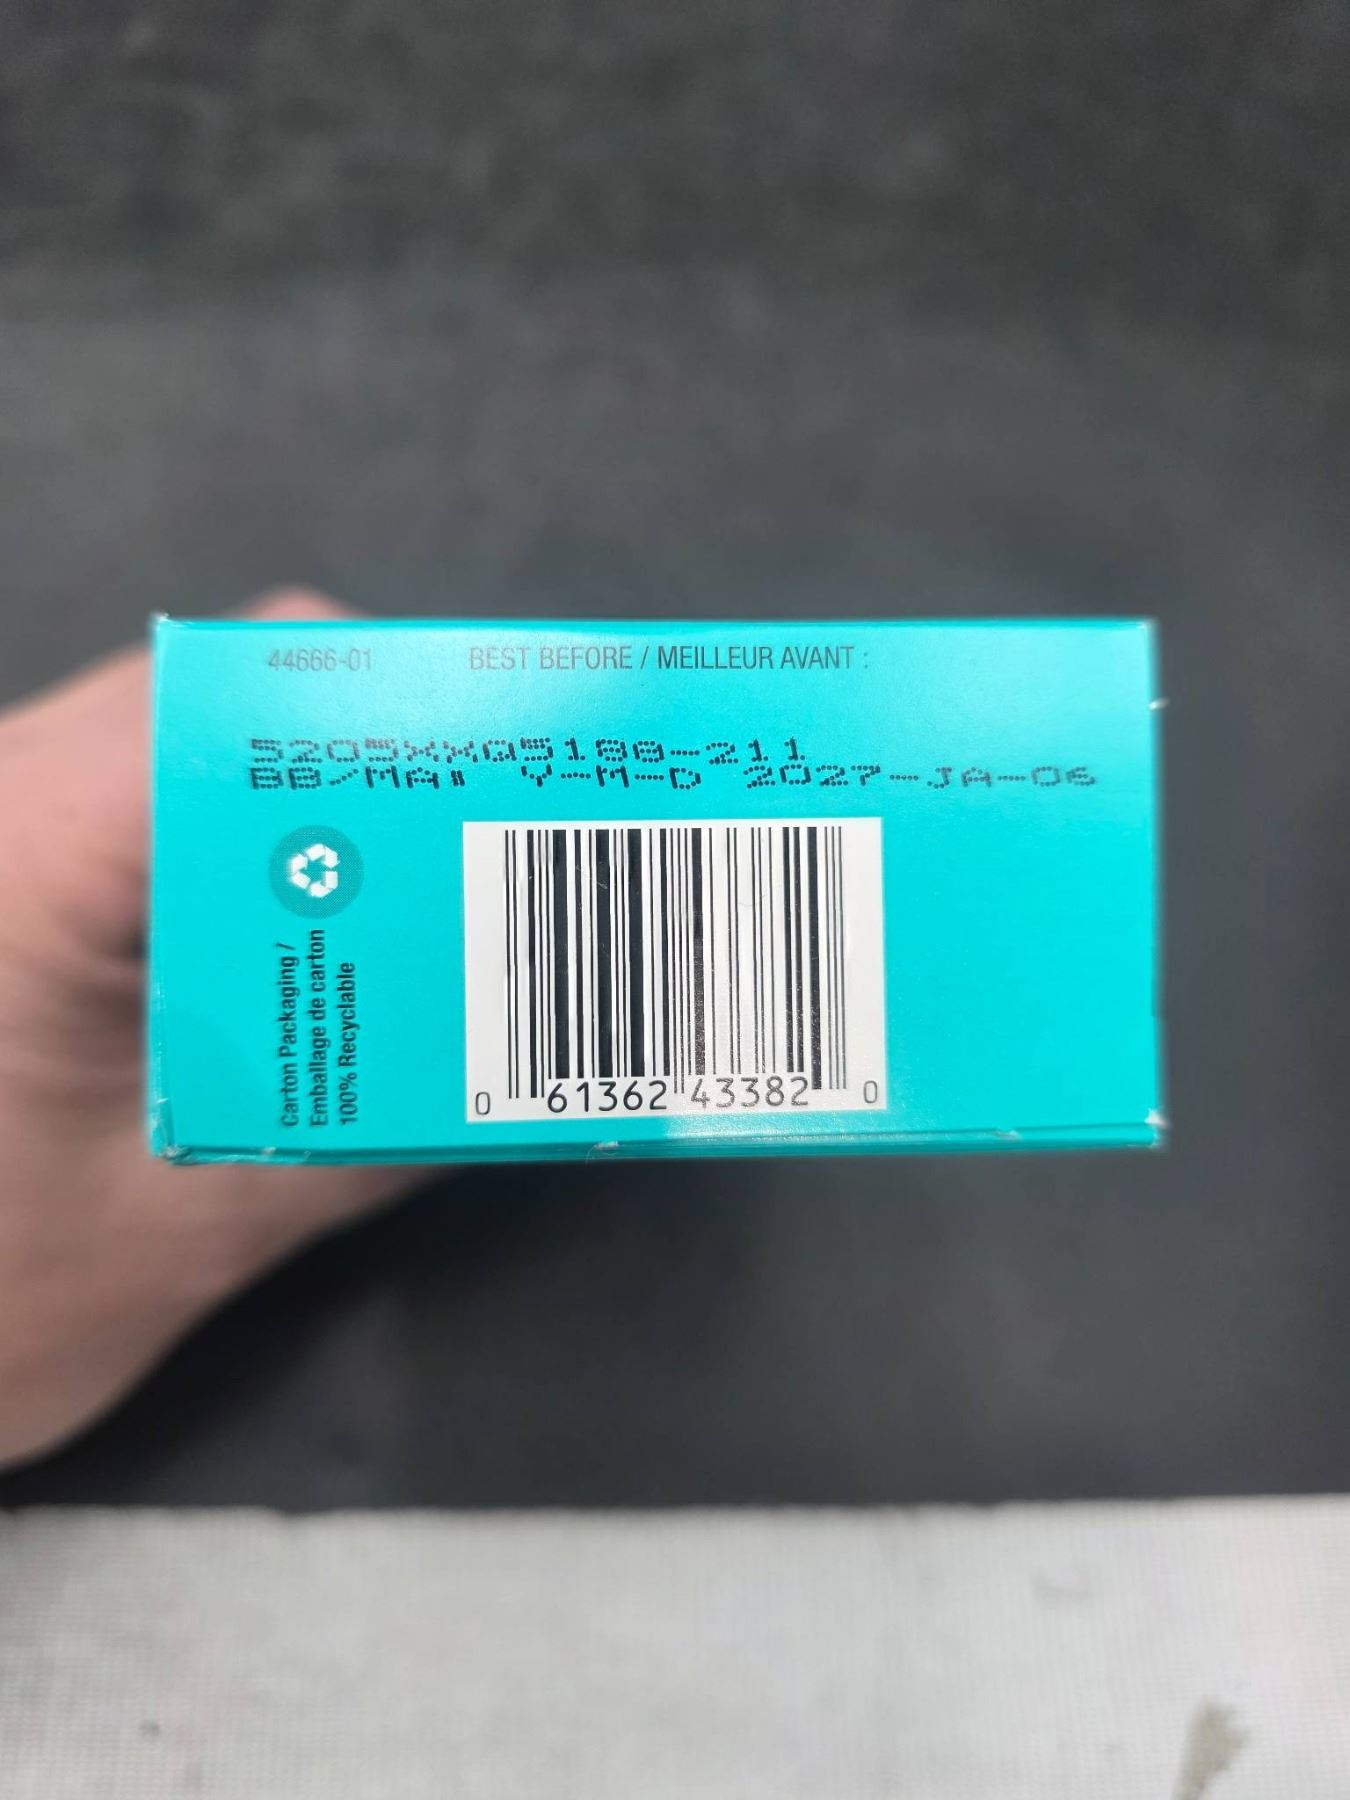 44666-01 BEST BEFORE / MEILLEUR AVANT :
5205XXQ5188-211
BB/MA: Y-M-D 2027-JA-06
Carton Packaging /
Emballage de carton
100% Recyclable
0 61362 43382 0